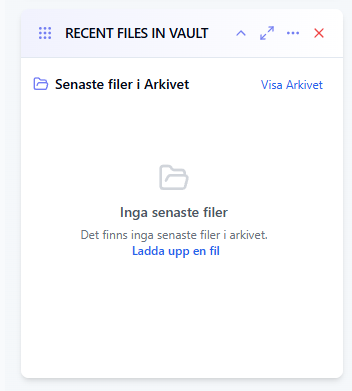 RECENT FILES IN VAULT
Senaste filer i Arkivet
Visa Arkivet
Inga senaste filer
Det finns inga senaste filer i arkivet.
Ladda upp en fil